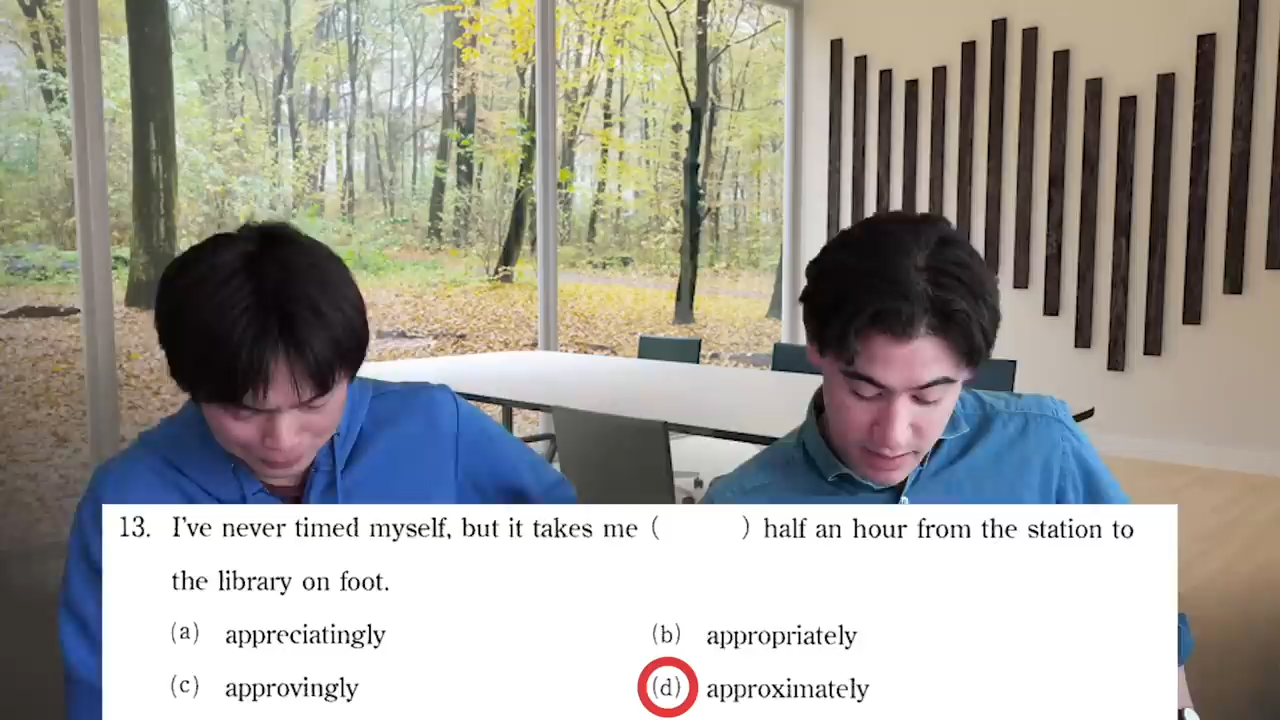 13. I've never timed myself, but it takes me (          ) half an hour from the station to
the library on foot.
(a) appreciatingly (b) appropriately
(c) approvingly (d) approximately